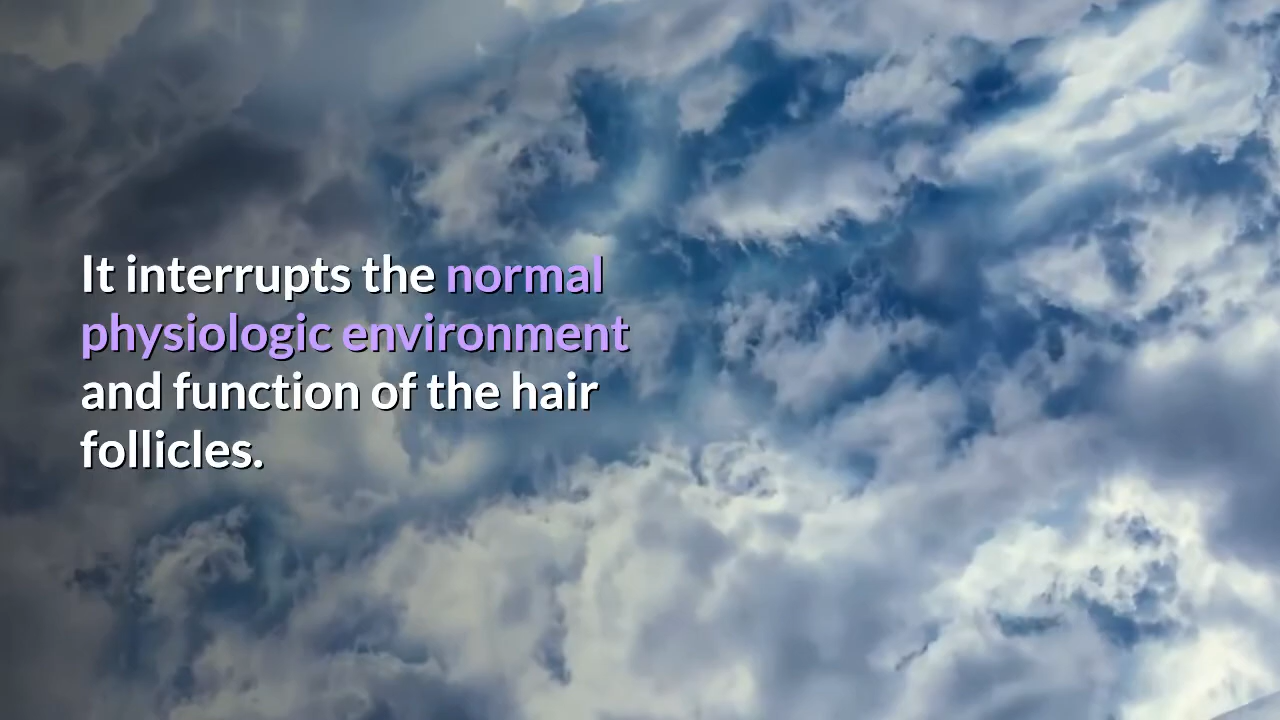 It interrupts the normal
physiologic environment
and function of the hair
follicles.